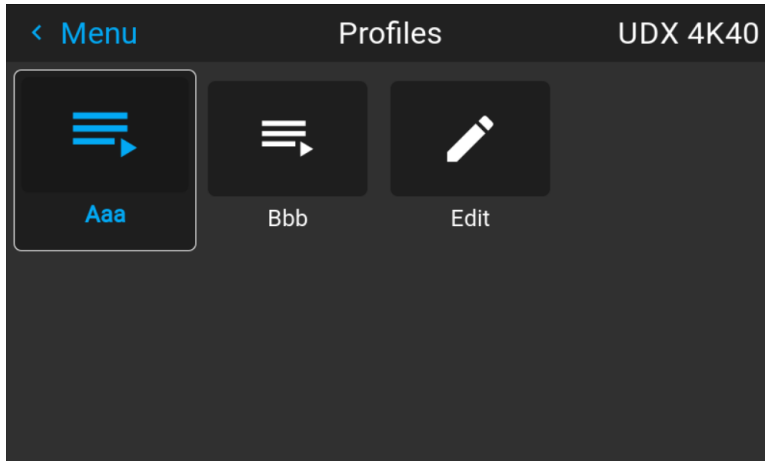 Menu
Profiles
UDX 4K40
Aaa
Bbb
Edit